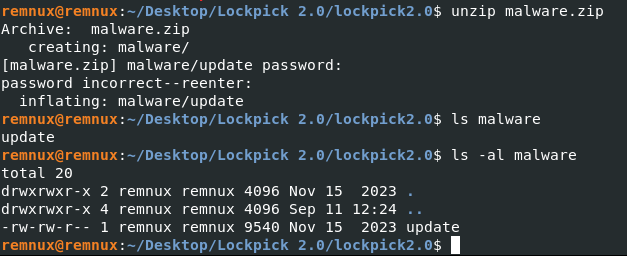 remnux@remnux:~/Desktop/Lockpick 2.0/lockpick2.0$ unzip malware.zip
Archive:  malware.zip
   creating: malware/
[malware.zip] malware/update password:
password incorrect--reenter:
  inflating: malware/update
remnux@remnux:~/Desktop/Lockpick 2.0/lockpick2.0$ ls malware
update
remnux@remnux:~/Desktop/Lockpick 2.0/lockpick2.0$ ls -al malware
total 20
drwxrwxr-x 2 remnux remnux 4096 Nov 15  2023 .
drwxrwxr-x 4 remnux remnux 4096 Sep 11 12:24 ..
-rw-rw-r-- 1 remnux remnux 9540 Nov 15  2023 update
remnux@remnux:~/Desktop/Lockpick 2.0/lockpick2.0$